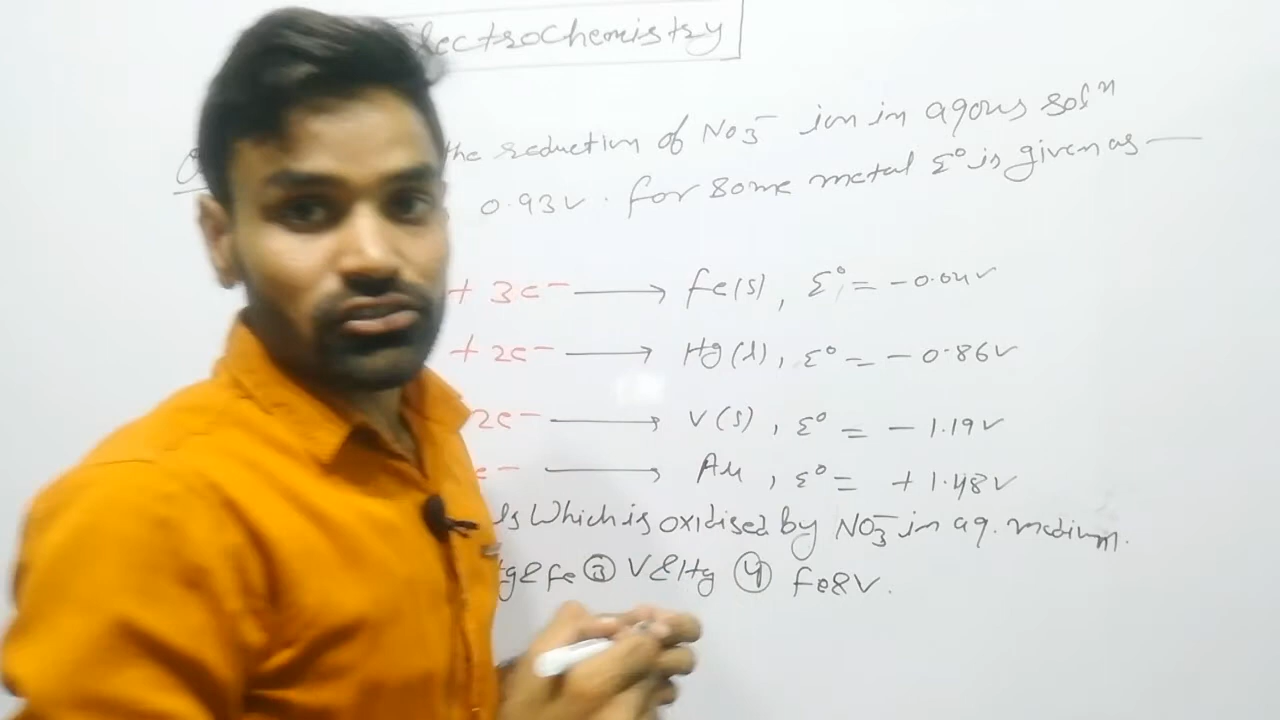 Electrochemistry
the reduction of NO3⁻ ion in aqous solⁿ
0.93V. for some metal Ɛ° is given as —
+ 3e⁻ ⟶ Fe(s), Ɛ° = -0.04V
+ 2e⁻ ⟶ Hg(l), Ɛ° = - 0.86V
2e⁻ ⟶ V(s), Ɛ° = - 1.19V
e⁻ ⟶ Au, Ɛ° = + 1.48V
ls Which is oxidised by NO3⁻ in aq. medium.
Hg&Fe ③ V&Hg ④ Fe&V.